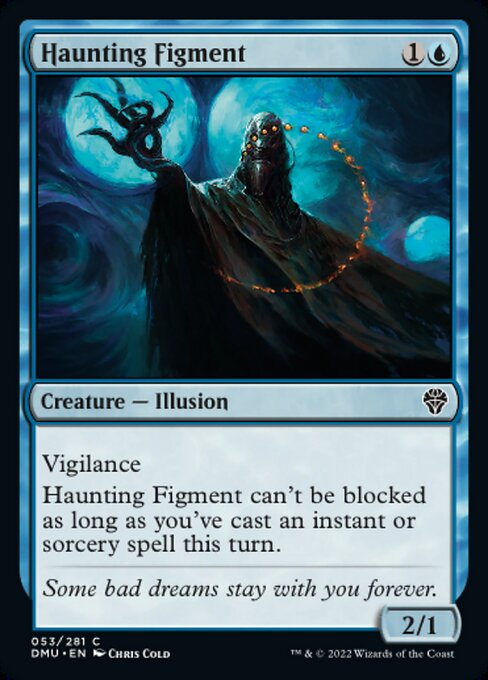 Haunting Figment 1
Creature — Illusion
Vigilance
Haunting Figment can't be blocked
as long as you've cast an instant or
sorcery spell this turn.
Some bad dreams stay with you forever.
2/1
053/281 C
DMU • EN Chris Cold
™ & © 2022 Wizards of the Coast